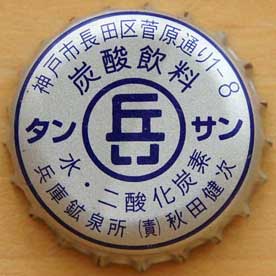 神戸市長田区菅原通り1-8
炭酸飲料
タンサン
兵
水・二酸化炭素
兵庫鉱泉所 (責) 秋田健次